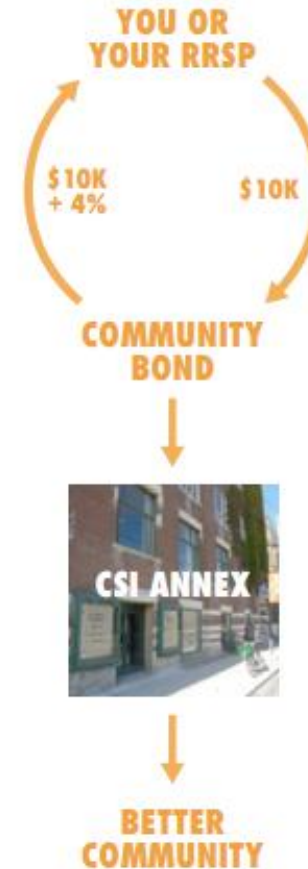 YOU OR
YOUR RRSP
$10K
+ 4%
$10K
COMMUNITY
BOND
CSI ANNEX
BETTER
COMMUNITY